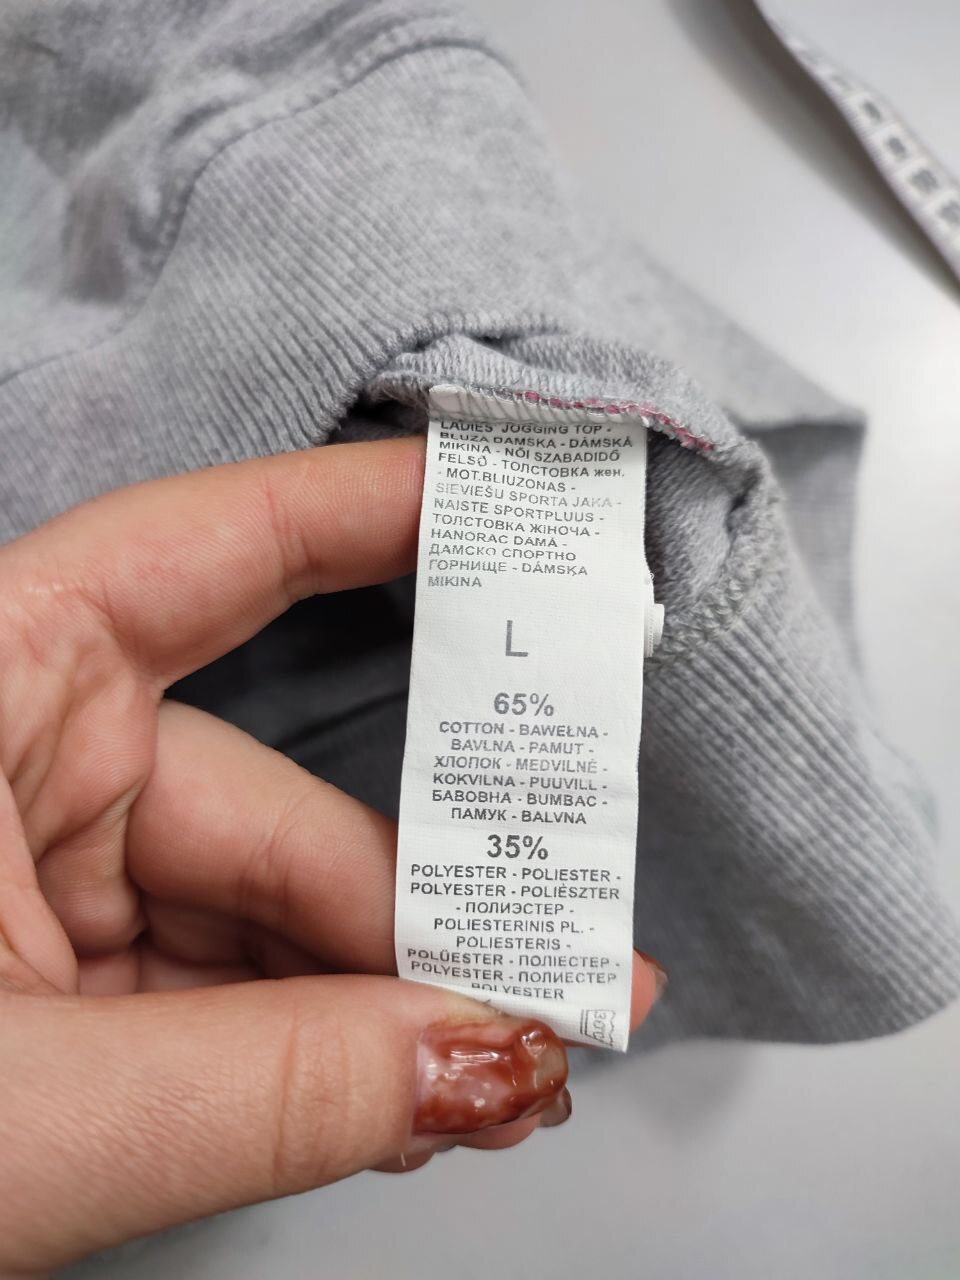 LADIES' JOGGING TOP -
BLUZA DAMSKA - DÁMSKÁ
MIKINA - NŐI SZABADIDŐ
FELSŐ - ТОЛСТОВКА жен.
- MOT.BLIUZONAS -
SIEVIEŠU SPORTA JAKA -
NAISTE SPORTPLUUS -
ТОЛСТОВКА ЖІНОЧА -
HANORAC DAMĂ -
ДАМСКО СПОРТНО
ГОРНИЩЕ - DÁMSKA
MIKINA
L
65%
COTTON - BAWEŁNA -
BAVLNA - PAMUT -
ХЛОПОК - MEDVILNĖ -
KOKVILNA - PUUVILL -
БАВОВНА - BUMBAC -
ПАМУК - BALVNA
35%
POLYESTER - POLIESTER -
POLYESTER - POLIÉSZTER
- ПОЛИЭСТЕР -
POLIESTERINIS PL. -
POLIESTERIS -
POLÜESTER - ПОЛІЕСТЕР -
POLYESTER - ПОЛИЕСТЕР
POLYESTER
30°C